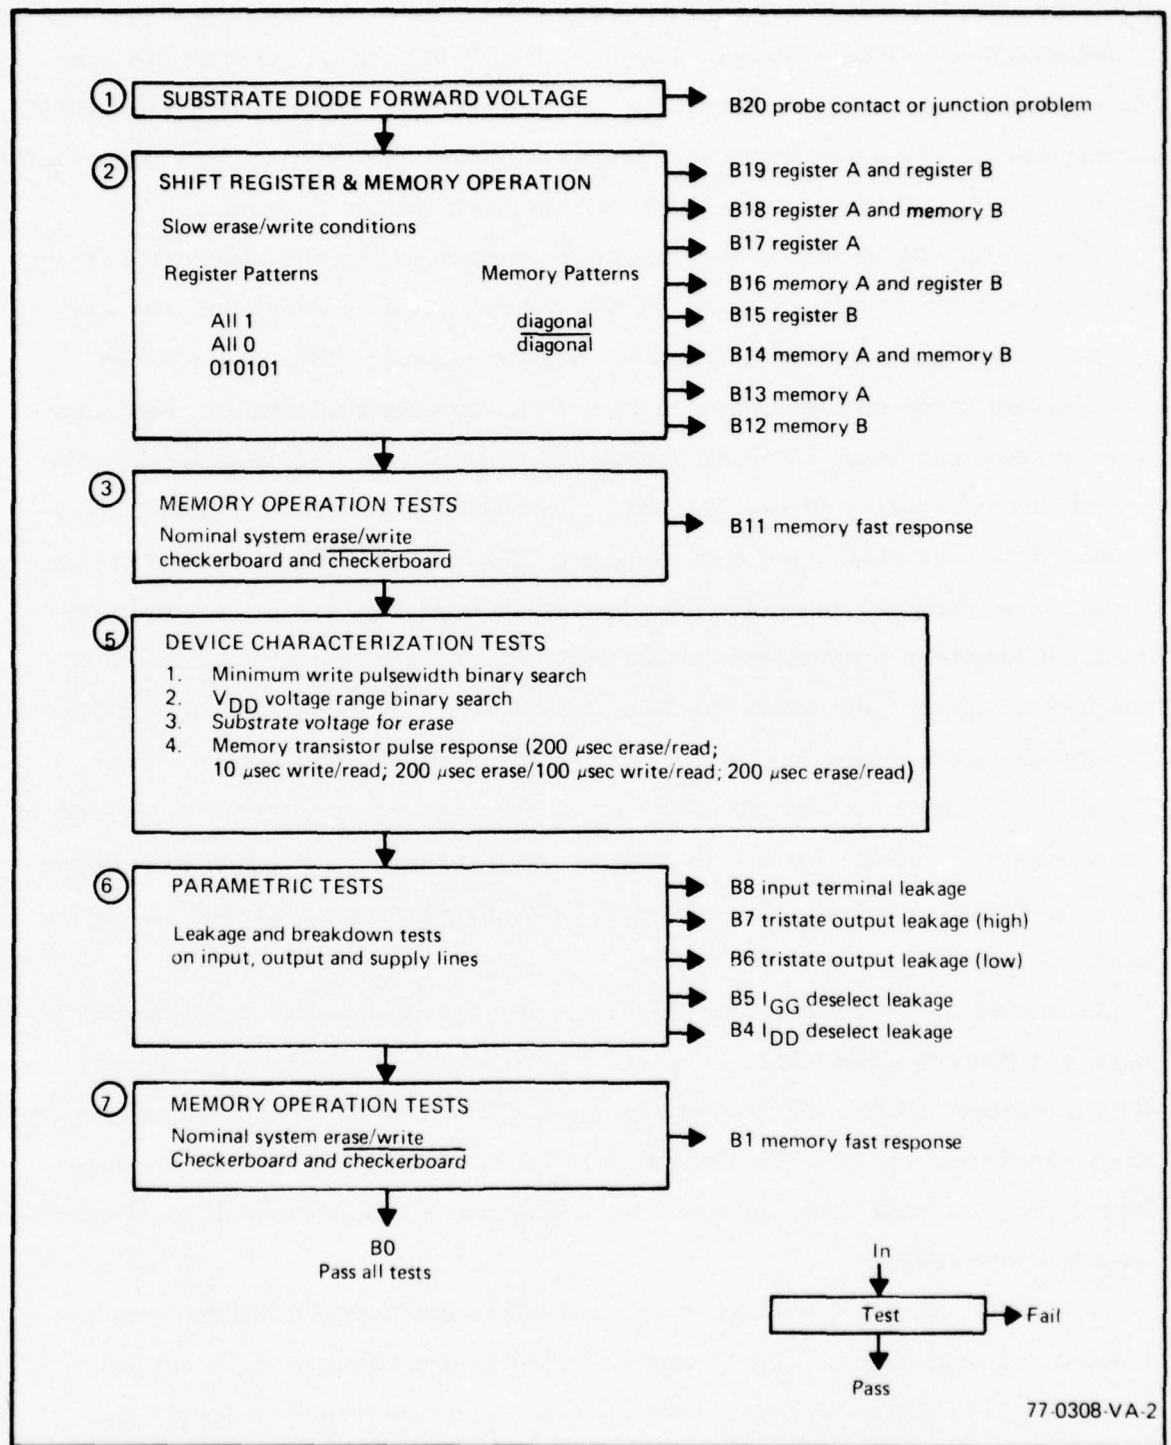 1 SUBSTRATE DIODE FORWARD VOLTAGE
B20 probe contact or junction problem
2 SHIFT REGISTER & MEMORY OPERATION
Slow erase/write conditions
Register Patterns Memory Patterns
All 1 diagonal
All 0 diagonal
010101
B19 register A and register B
B18 register A and memory B
B17 register A
B16 memory A and register B
B15 register B
B14 memory A and memory B
B13 memory A
B12 memory B
3 MEMORY OPERATION TESTS
Nominal system erase/write
checkerboard and checkerboard
B11 memory fast response
5 DEVICE CHARACTERIZATION TESTS
1. Minimum write pulsewidth binary search
2. VDD voltage range binary search
3. Substrate voltage for erase
4. Memory transistor pulse response (200 μsec erase/read;
10 μsec write/read; 200 μsec erase/100 μsec write/read; 200 μsec erase/read)
6 PARAMETRIC TESTS
Leakage and breakdown tests
on input, output and supply lines
B8 input terminal leakage
B7 tristate output leakage (high)
B6 tristate output leakage (low)
B5 IGG deselect leakage
B4 IDD deselect leakage
7 MEMORY OPERATION TESTS
Nominal system erase/write
Checkerboard and checkerboard
B1 memory fast response
B0
Pass all tests
In
Test
Fail
Pass
77-0308-VA-2